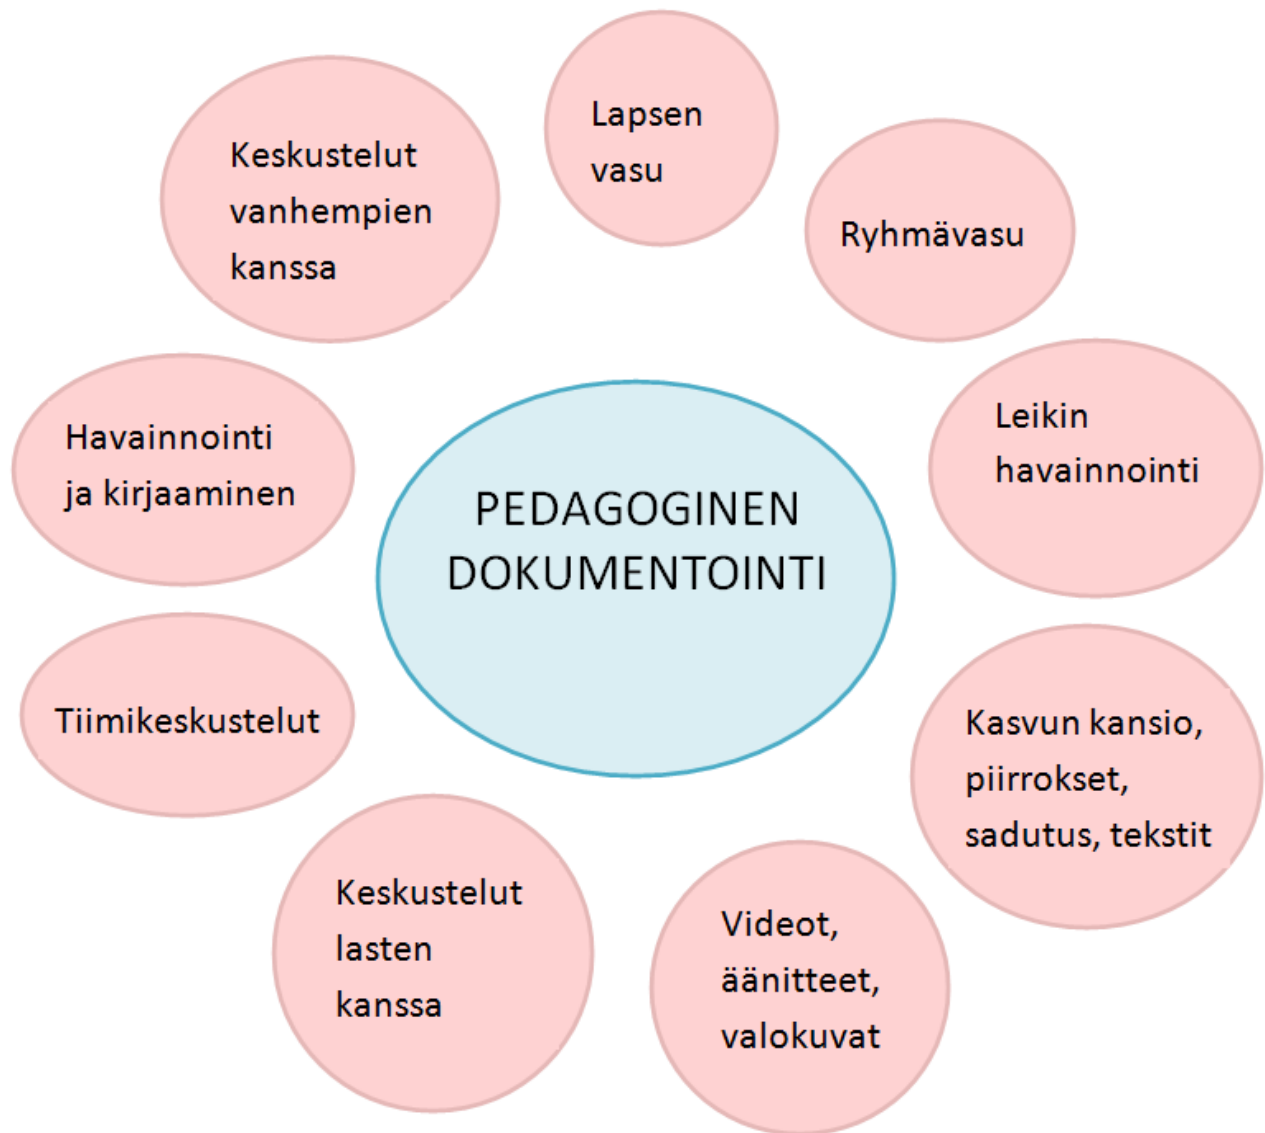 Lapsen
vasu
Keskustelut
vanhempien
kanssa
Ryhmävasu
Havainnointi
ja kirjaaminen
Leikin
havainnointi
PEDAGOGINEN
DOKUMENTOINTI
Tiimikeskustelut
Kasvun kansio,
piirrokset,
sadutus, tekstit
Keskustelut
lasten
kanssa
Videot,
äänitteet,
valokuvat